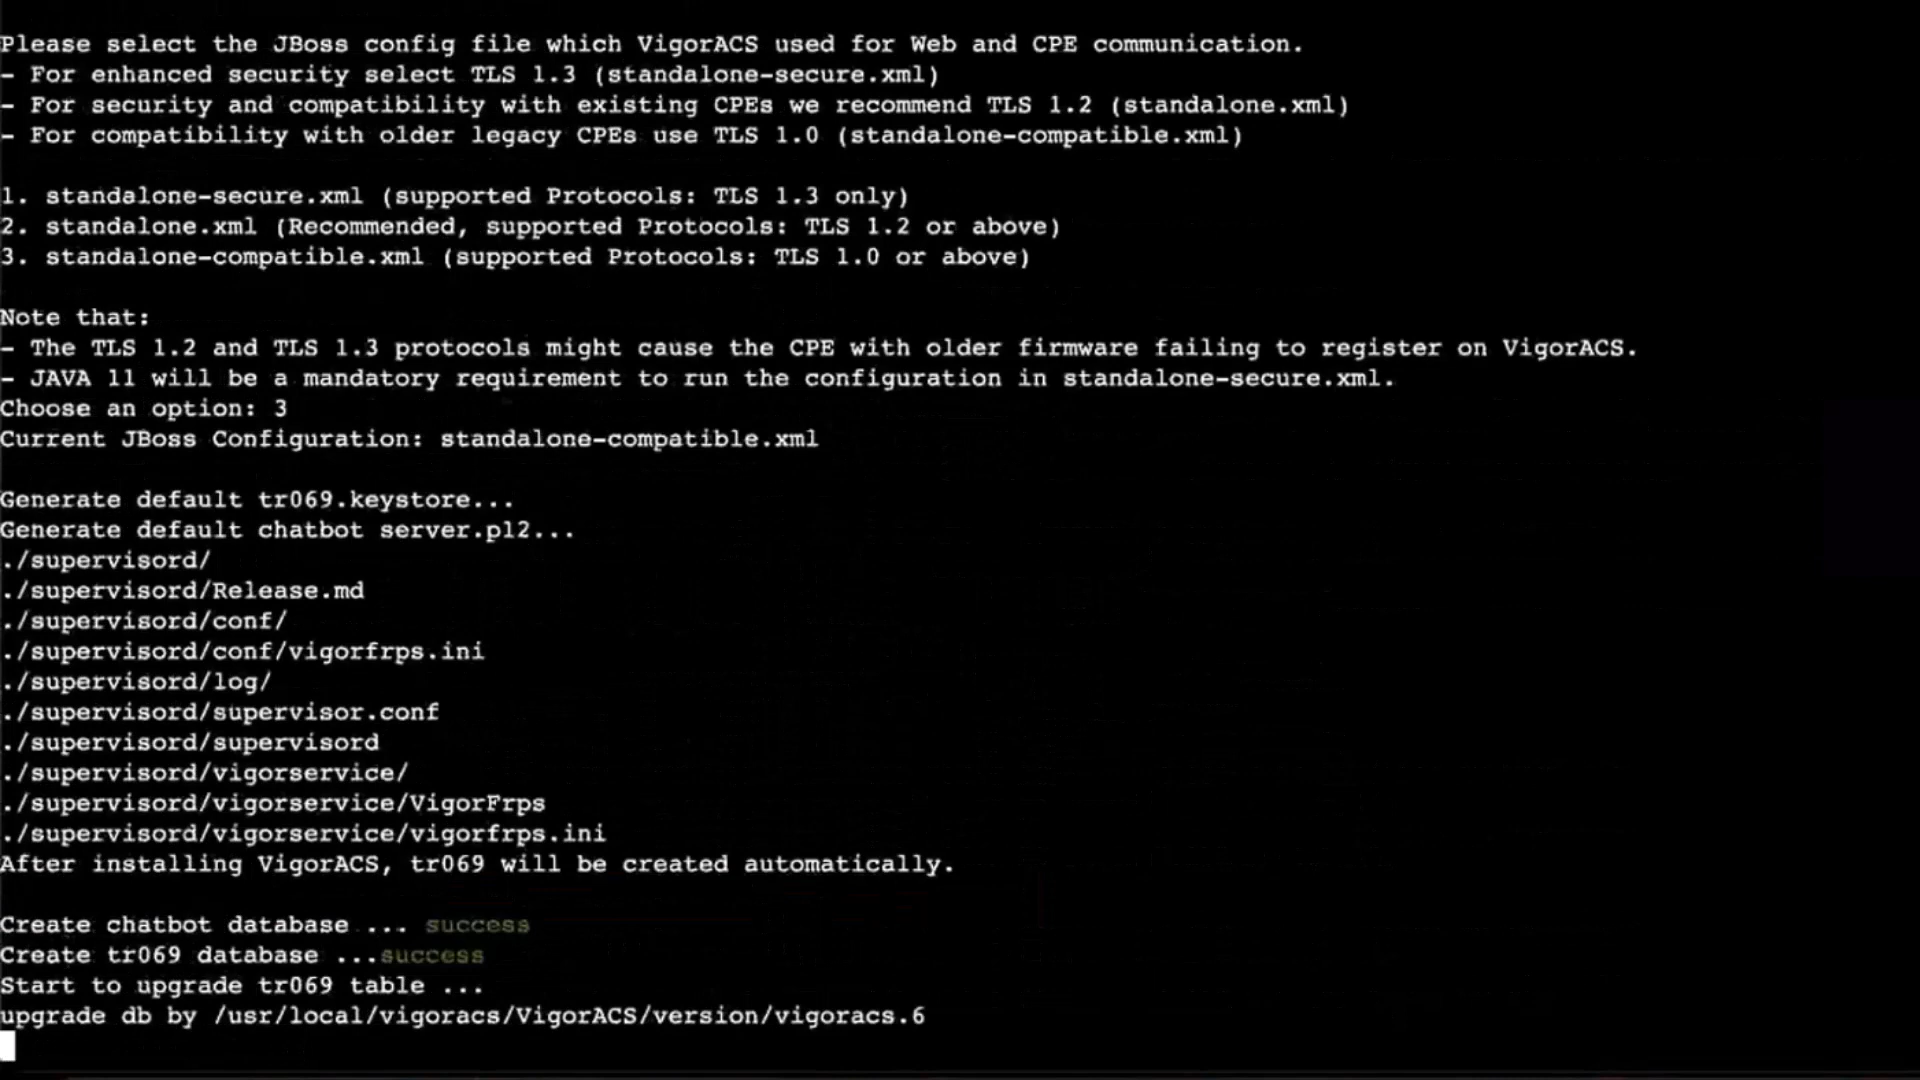 Please select the JBoss config file which VigorACS used for Web and CPE communication.
- For enhanced security select TLS 1.3 (standalone-secure.xml)
- For security and compatibility with existing CPEs we recommend TLS 1.2 (standalone.xml)
- For compatibility with older legacy CPEs use TLS 1.0 (standalone-compatible.xml)
1. standalone-secure.xml (supported Protocols: TLS 1.3 only)
2. standalone.xml (Recommended, supported Protocols: TLS 1.2 or above)
3. standalone-compatible.xml (supported Protocols: TLS 1.0 or above)
Note that:
- The TLS 1.2 and TLS 1.3 protocols might cause the CPE with older firmware failing to register on VigorACS.
- JAVA 11 will be a mandatory requirement to run the configuration in standalone-secure.xml.
Choose an option: 3
Current JBoss Configuration: standalone-compatible.xml
Generate default tr069.keystore...
Generate default chatbot server.p12...
./supervisord/
./supervisord/Release.md
./supervisord/conf/
./supervisord/conf/vigorfrps.ini
./supervisord/log/
./supervisord/supervisor.conf
./supervisord/supervisord
./supervisord/vigorservice/
./supervisord/vigorservice/VigorFrps
./supervisord/vigorservice/vigorfrps.ini
After installing VigorACS, tr069 will be created automatically.
Create chatbot database ... success
Create tr069 database ...success
Start to upgrade tr069 table ...
upgrade db by /usr/local/vigoracs/VigorACS/version/vigoracs.6